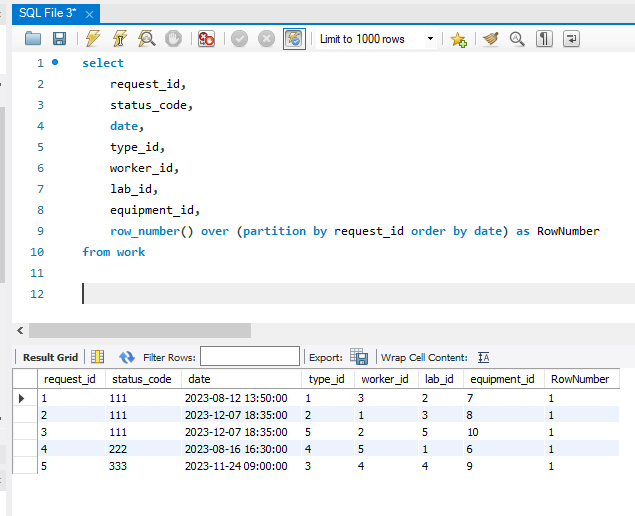 SQL File 3*
Limit to 1000 rows
1 select
2 request_id,
3 status_code,
4 date,
5 type_id,
6 worker_id,
7 lab_id,
8 equipment_id,
9 row_number() over (partition by request_id order by date) as RowNumber
10 from work
11
12
Result Grid Filter Rows: Export: Wrap Cell Content:
request_id status_code date type_id worker_id lab_id equipment_id RowNumber
1 111 2023-08-12 13:50:00 1 3 2 7 1
2 111 2023-12-07 18:35:00 2 1 3 8 1
3 111 2023-12-07 18:35:00 5 2 5 10 1
4 222 2023-08-16 16:30:00 4 5 1 6 1
5 333 2023-11-24 09:00:00 3 4 4 9 1